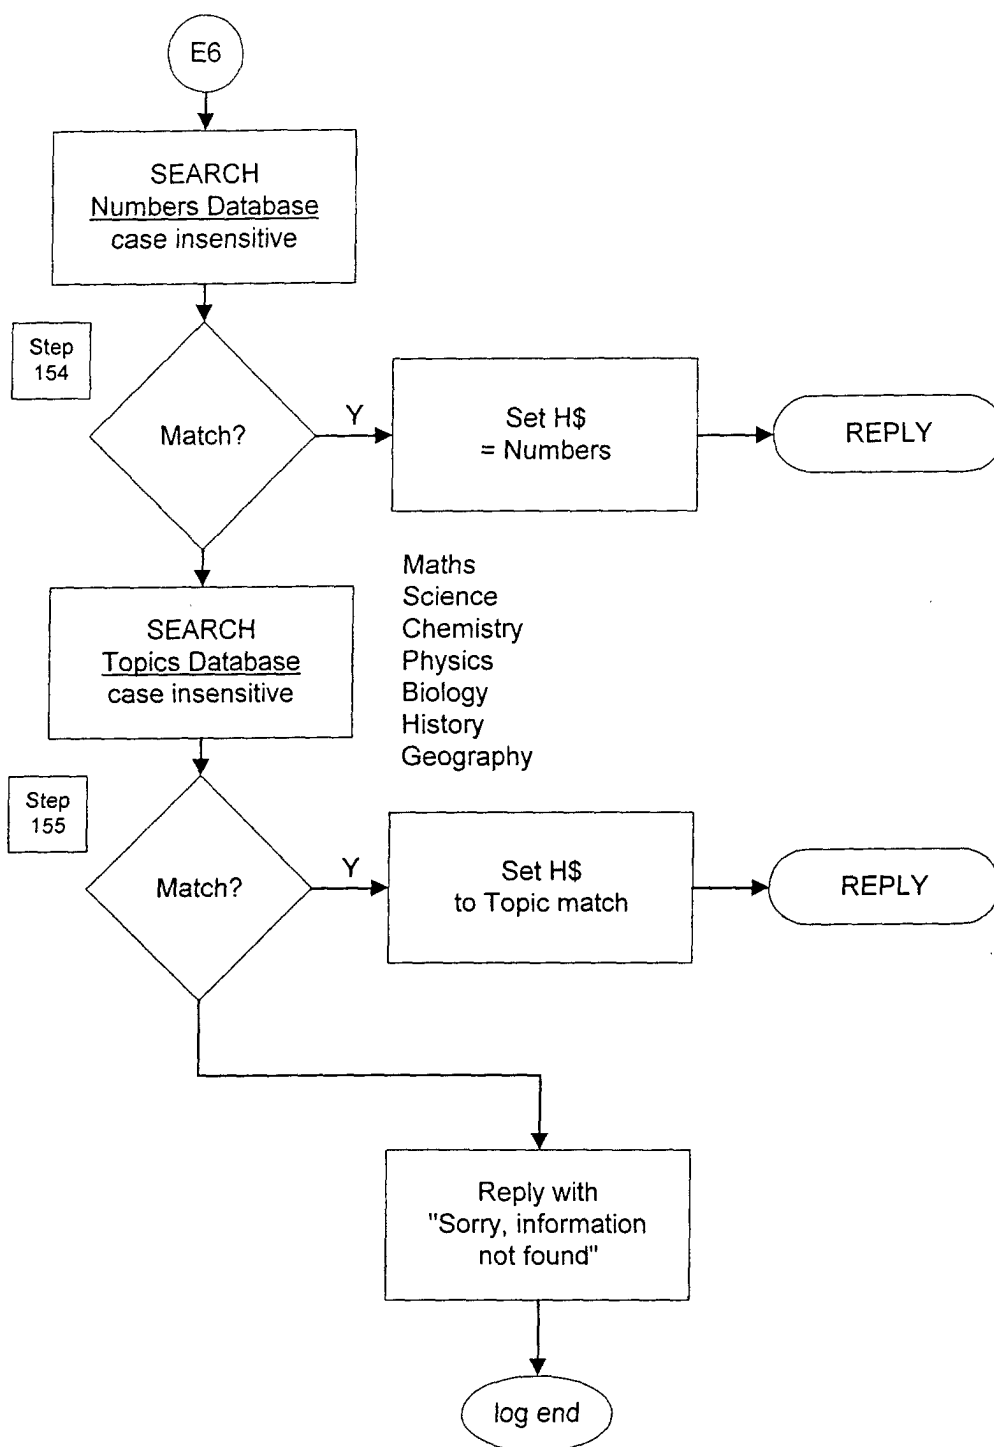 E6
SEARCH
Numbers Database
case insensitive
Step
154
Match?
Y
Set H$
= Numbers
REPLY
Maths
Science
Chemistry
Physics
Biology
History
Geography
SEARCH
Topics Database
case insensitive
Step
155
Match?
Y
Set H$
to Topic match
REPLY
Reply with
"Sorry, information
not found"
log end